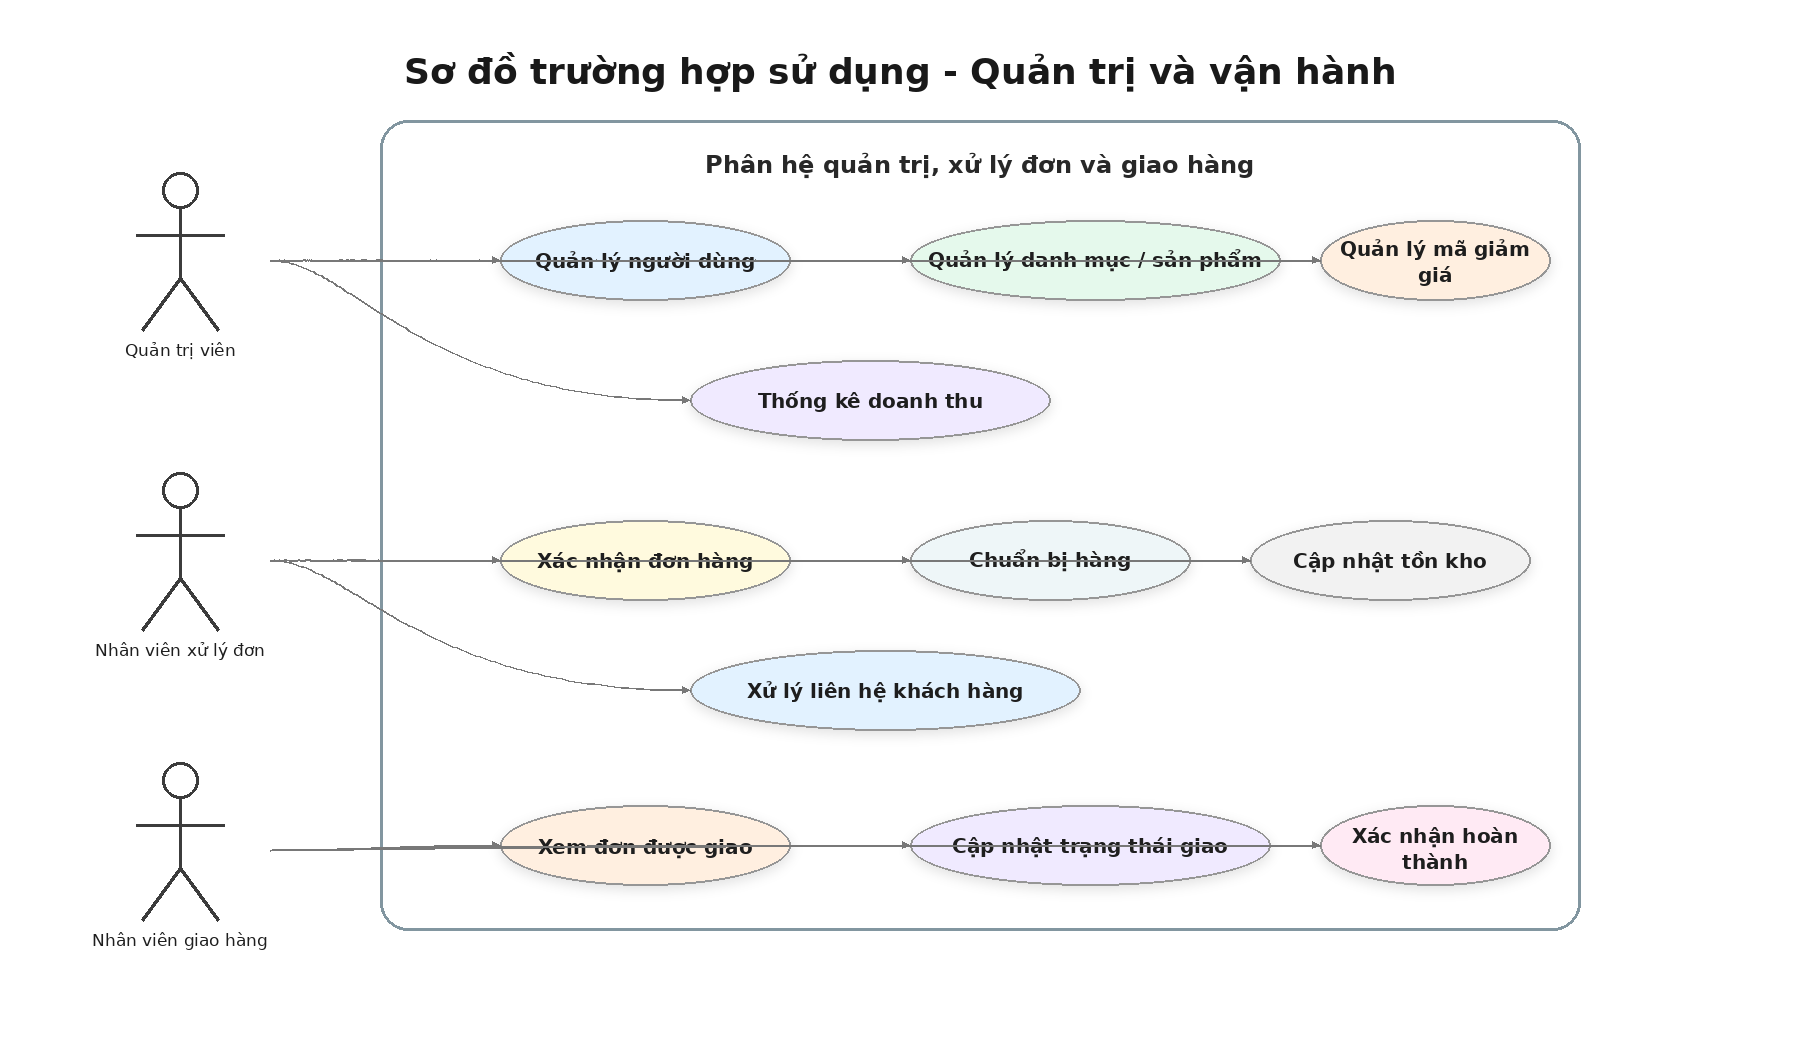 Sơ đồ trường hợp sử dụng - Quản trị và vận hành
Phân hệ quản trị, xử lý đơn và giao hàng
Quản trị viên
Quản lý người dùng
Quản lý danh mục / sản phẩm
Quản lý mã giảm
giá
Thống kê doanh thu
Nhân viên xử lý đơn
Xác nhận đơn hàng
Chuẩn bị hàng
Cập nhật tồn kho
Xử lý liên hệ khách hàng
Nhân viên giao hàng
Xem đơn được giao
Cập nhật trạng thái giao
Xác nhận hoàn
thành